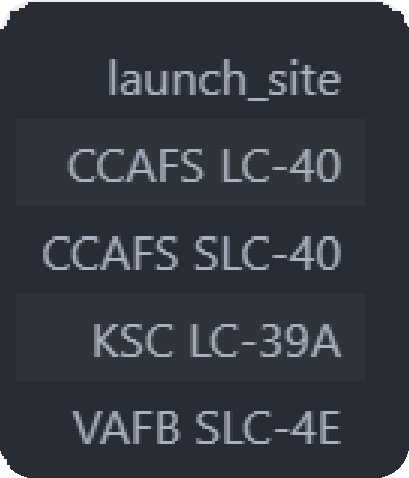 launch_site
CCAFS LC-40
CCAFS SLC-40
KSC LC-39A
VAFB SLC-4E